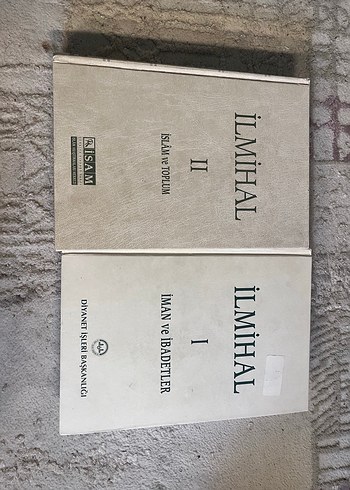 İLMİHAL
II
İSLÂM ve TOPLUM
İSAM
İLMİHAL
I
İMAN ve İBADETLER
DİYANET İŞLERİ BAŞKANLIĞI